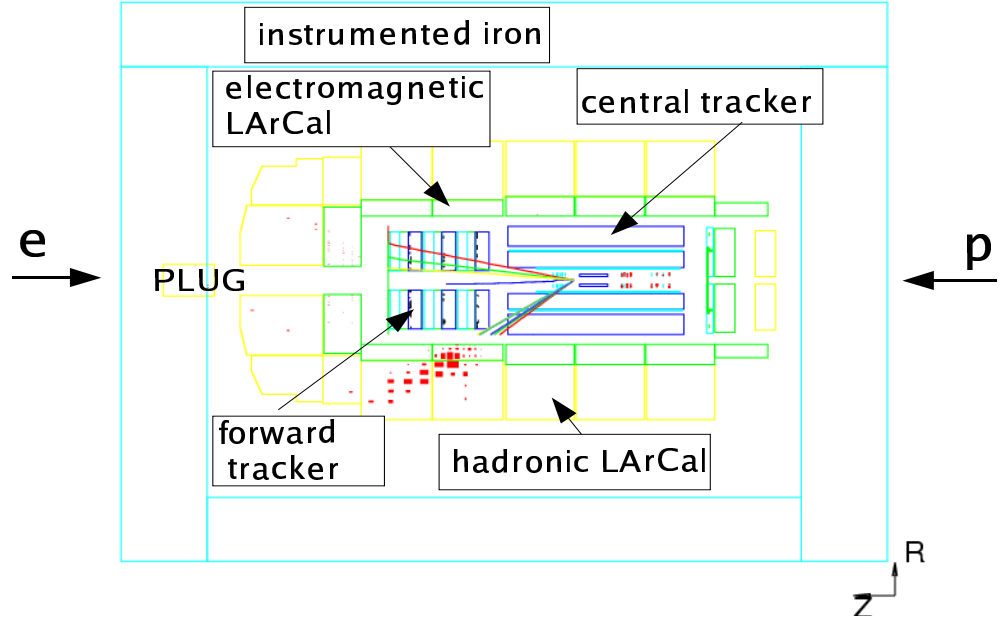 instrumented iron
electromagnetic
LArCal
central tracker
e
p
PLUG
forward
tracker
hadronic LArCal
R
Z